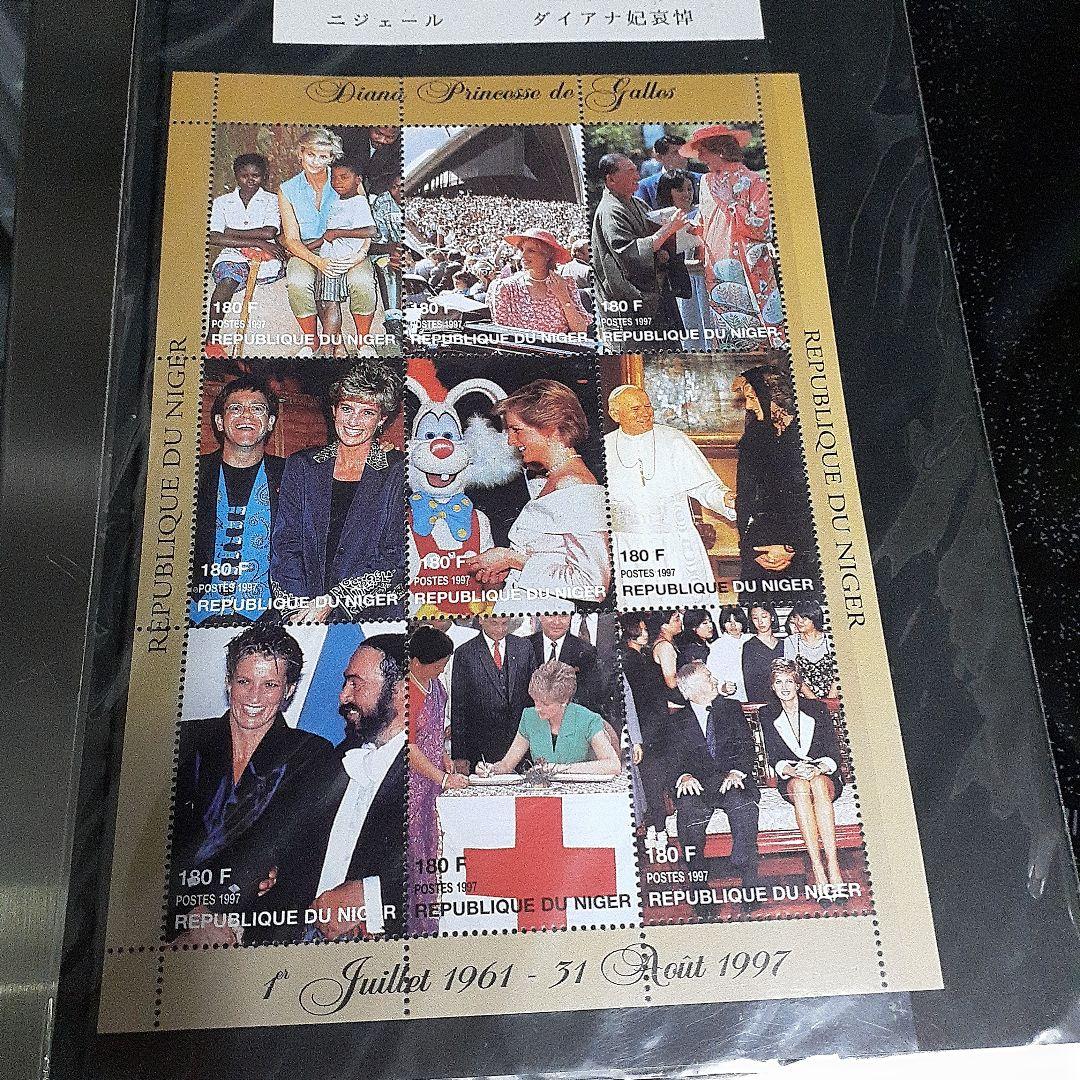 ニジェール ダイアナ妃哀悼
Diana Princesse de Galles
REPUBLIQUE DU NIGER
REPUBLIQUE DU NIGER
180 F
POSTES 1997
REPUBLIQUE DU NIGER
180 F
POSTES 1997
REPUBLIQUE DU NIGER
180 F
POSTES 1997
REPUBLIQUE DU NIGER
180 F
POSTES 1997
REPUBLIQUE DU NIGER
180 F
POSTES 1997
REPUBLIQUE DU NIGER
180 F
POSTES 1997
REPUBLIQUE DU NIGER
180 F
POSTES 1997
REPUBLIQUE DU NIGER
180 F
POSTES 1997
REPUBLIQUE DU NIGER
180 F
POSTES 1997
REPUBLIQUE DU NIGER
1er Juillet 1961 - 31 Août 1997